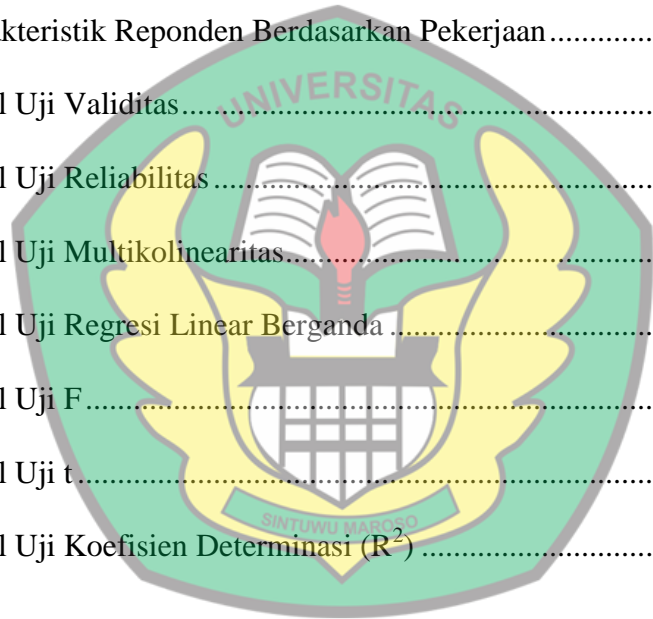 akteristik Reponden Berdasarkan Pekerjaan.............
UNIVERSITAS
l Uji Validitas......................................................
l Uji Reliabilitas..................................................
l Uji Multikolinearitas..........................................
l Uji Regresi Linear Berganda .............................
l Uji F..................................................................
l Uji t...................................................................
SINTUWU MAROSO
l Uji Koefisien Determinasi (R²) .........................